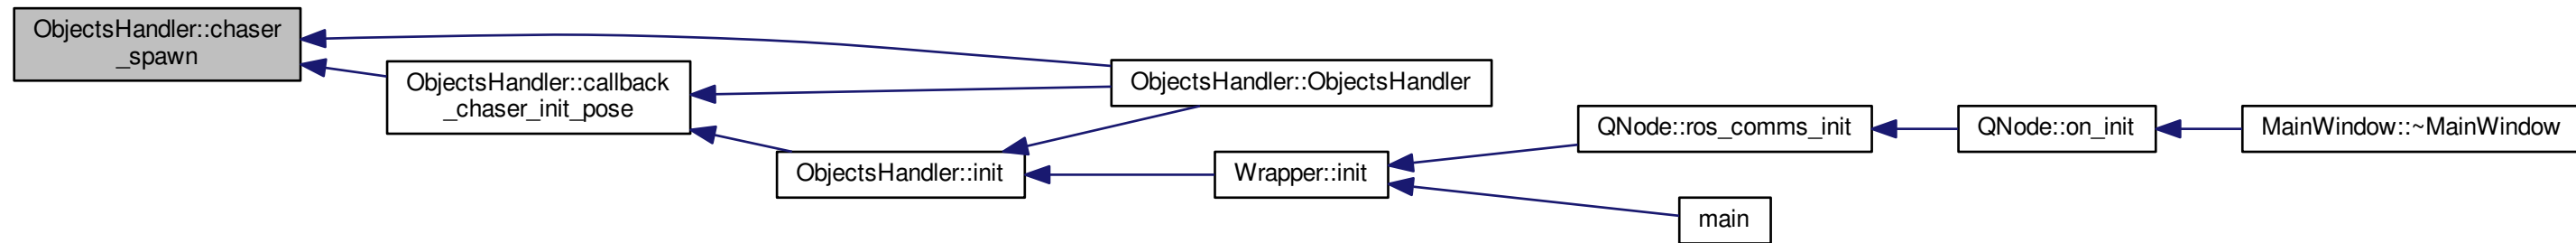 ObjectsHandler::chaser
_spawn
ObjectsHandler::callback
_chaser_init_pose
ObjectsHandler::ObjectsHandler
ObjectsHandler::init
Wrapper::init
QNode::ros_comms_init
QNode::on_init
MainWindow::~MainWindow
main